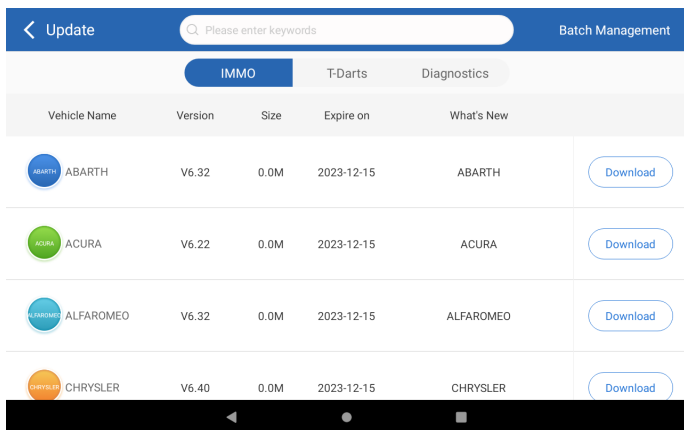 Update
Please enter keywords
Batch Management
IMMO T-Darts Diagnostics
Vehicle Name Version Size Expire on What's New
ABARTH ABARTH V6.32 0.0M 2023-12-15 ABARTH Download
ACURA ACURA V6.22 0.0M 2023-12-15 ACURA Download
ALFAROMEO ALFAROMEO V6.32 0.0M 2023-12-15 ALFAROMEO Download
CHRYSLER CHRYSLER V6.40 0.0M 2023-12-15 CHRYSLER Download